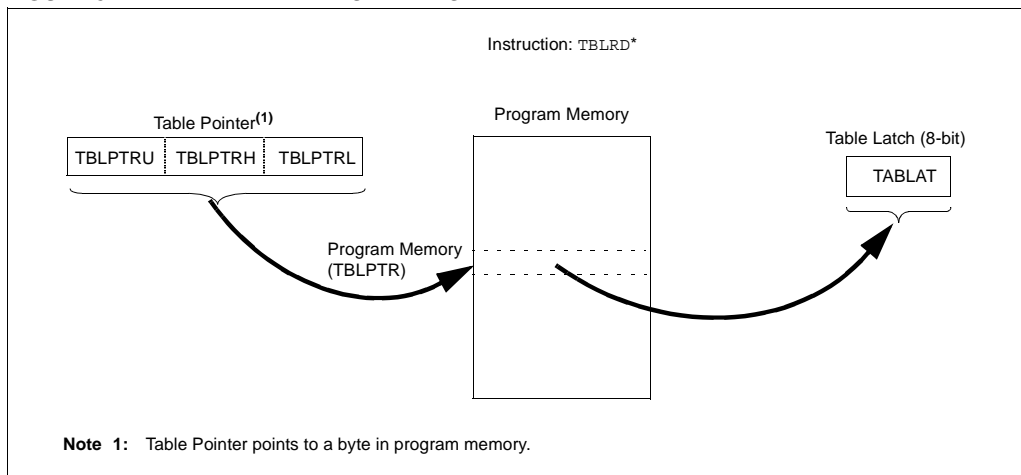 Instruction: TBLRD*
Table Pointer(1)
TBLPTRU TBLPTRH TBLPTRL
Program Memory
Table Latch (8-bit)
TABLAT
Program Memory
(TBLPTR)
Note 1: Table Pointer points to a byte in program memory.